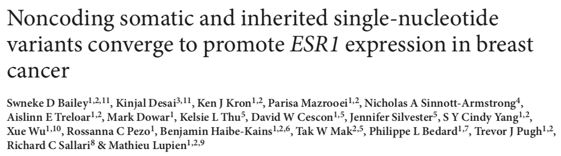 Noncoding somatic and inherited single-nucleotide
variants converge to promote ESR1 expression in breast
cancer
Swneke D Bailey1,2,11, Kinjal Desai3,11, Ken J Kron1,2, Parisa Mazrooei1,2, Nicholas A Sinnott-Armstrong4,
Aislinn E Treloar1,2, Mark Dowar1, Kelsie L Thu5, David W Cescon1,5, Jennifer Silvester5, S Y Cindy Yang1,2,
Xue Wu1,10, Rossanna C Pezo1, Benjamin Haibe-Kains1,2,6, Tak W Mak2,5, Philippe L Bedard1,7, Trevor J Pugh1,2,
Richard C Sallari8 & Mathieu Lupien1,2,9